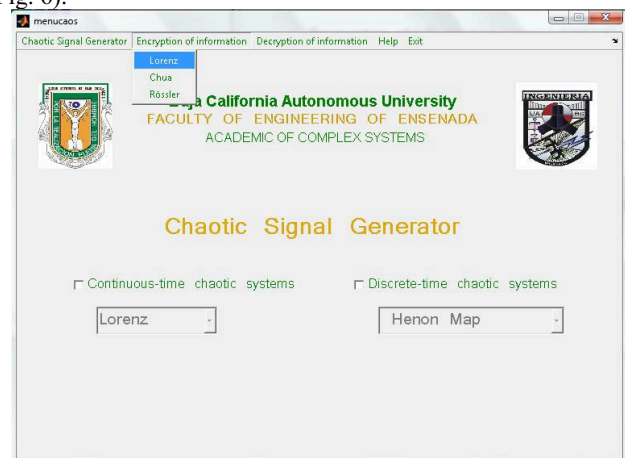 Fig. 6).
menucaos
Chaotic Signal Generator Encryption of information Decryption of information Help Exit
Lorenz
Chua
Rössler
California Autonomous University
FACULTY OF ENGINEERING OF ENSENADA
ACADEMIC OF COMPLEX SYSTEMS
INGENIERIA
Chaotic Signal Generator
Continuous-time chaotic systems
Discrete-time chaotic systems
Lorenz
Henon Map